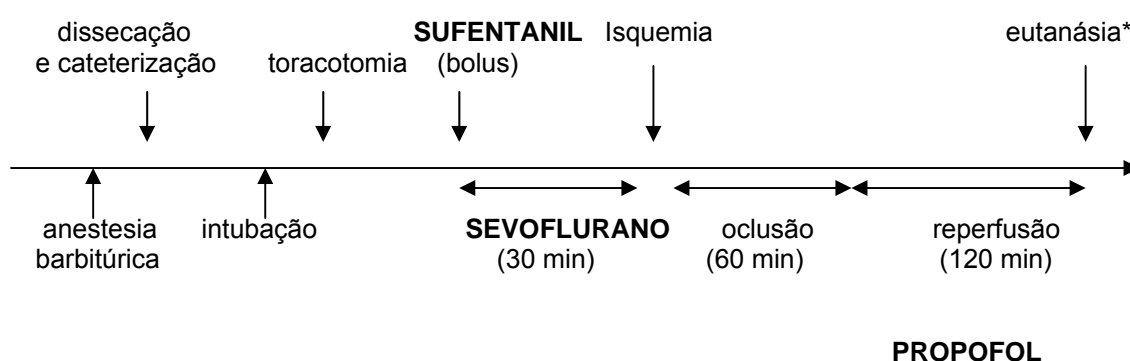 dissecação
e cateterização
toracotomia
SUFENTANIL
(bolus)
Isquemia
eutanásia*
anestesia
barbitúrica
intubação
SEVOFLURANO
(30 min)
oclusão
(60 min)
reperfusão
(120 min)
PROPOFOL